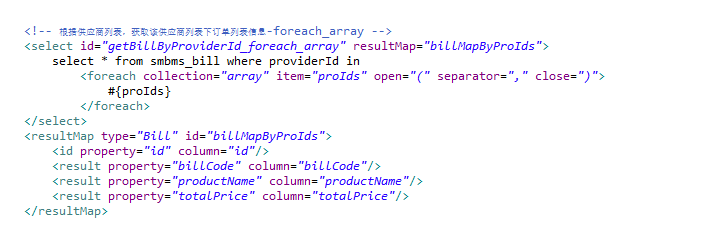 <!-- 根据供应商列表，获取该供应商列表下订单列表信息-foreach_array -->
<select id="getBillByProviderId_foreach_array" resultMap="billMapByProIds">
    select * from smbms_bill where providerId in
        <foreach collection="array" item="proIds" open="(" separator="," close=")">
            #{proIds}
        </foreach>
</select>
<resultMap type="Bill" id="billMapByProIds">
    <id property="id" column="id"/>
    <result property="billCode" column="billCode"/>
    <result property="productName" column="productName"/>
    <result property="totalPrice" column="totalPrice"/>
</resultMap>